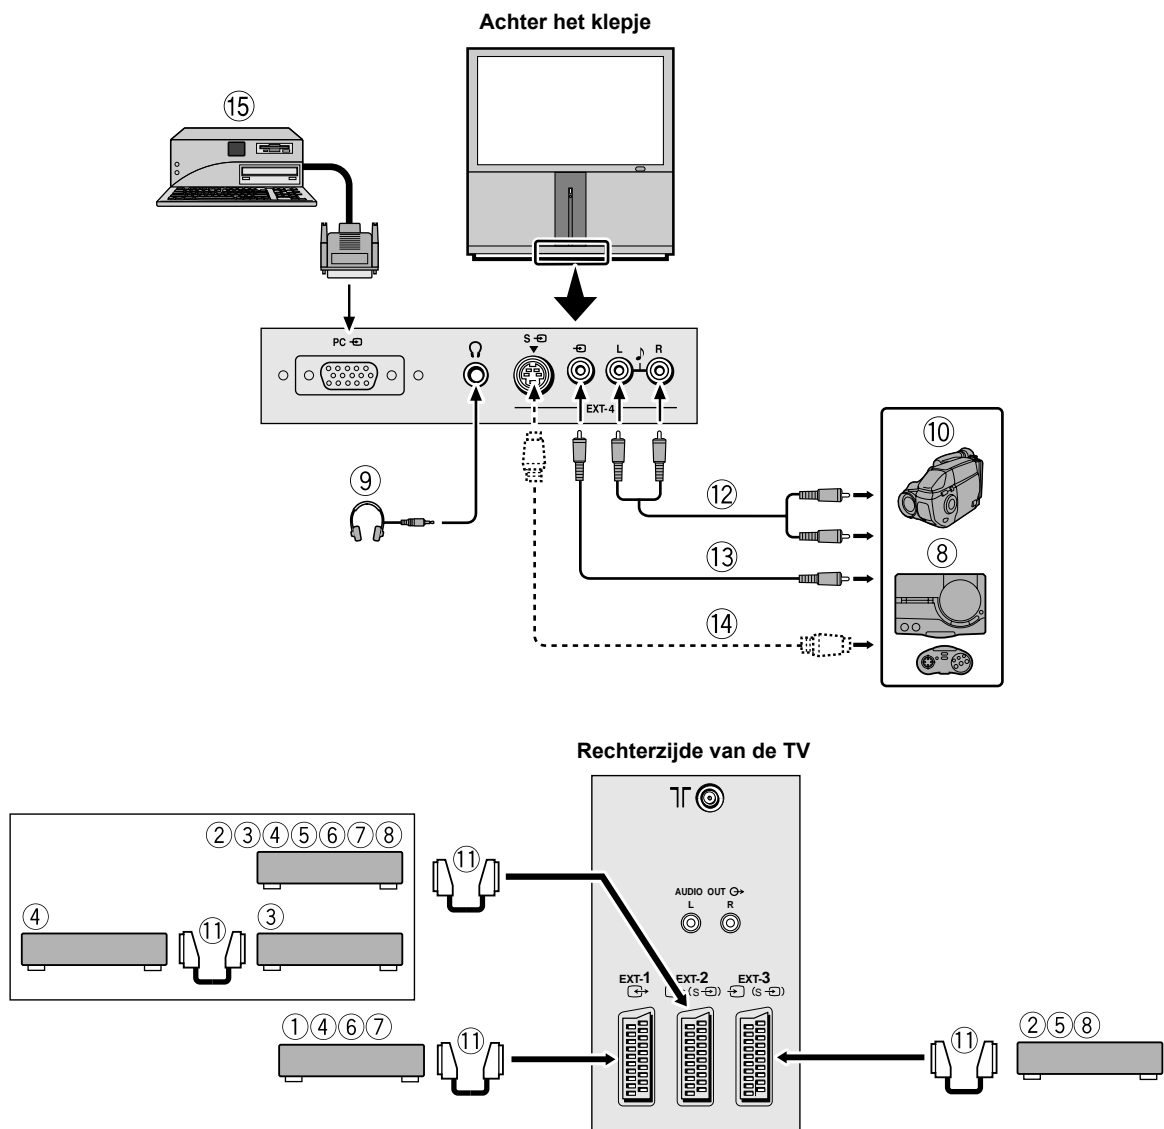 Achter het klepje
⑮
PC
S
L
R
EXT-4
⑩
⑨
⑫
⑧
⑬
⑭
Rechterzijde van de TV
②③④⑤⑥⑦⑧
⑪
AUDIO OUT
L R
④
⑪
③
EXT-1 EXT-2 EXT-3
(S) (S)
①④⑥⑦
⑪
⑪
②⑤⑧